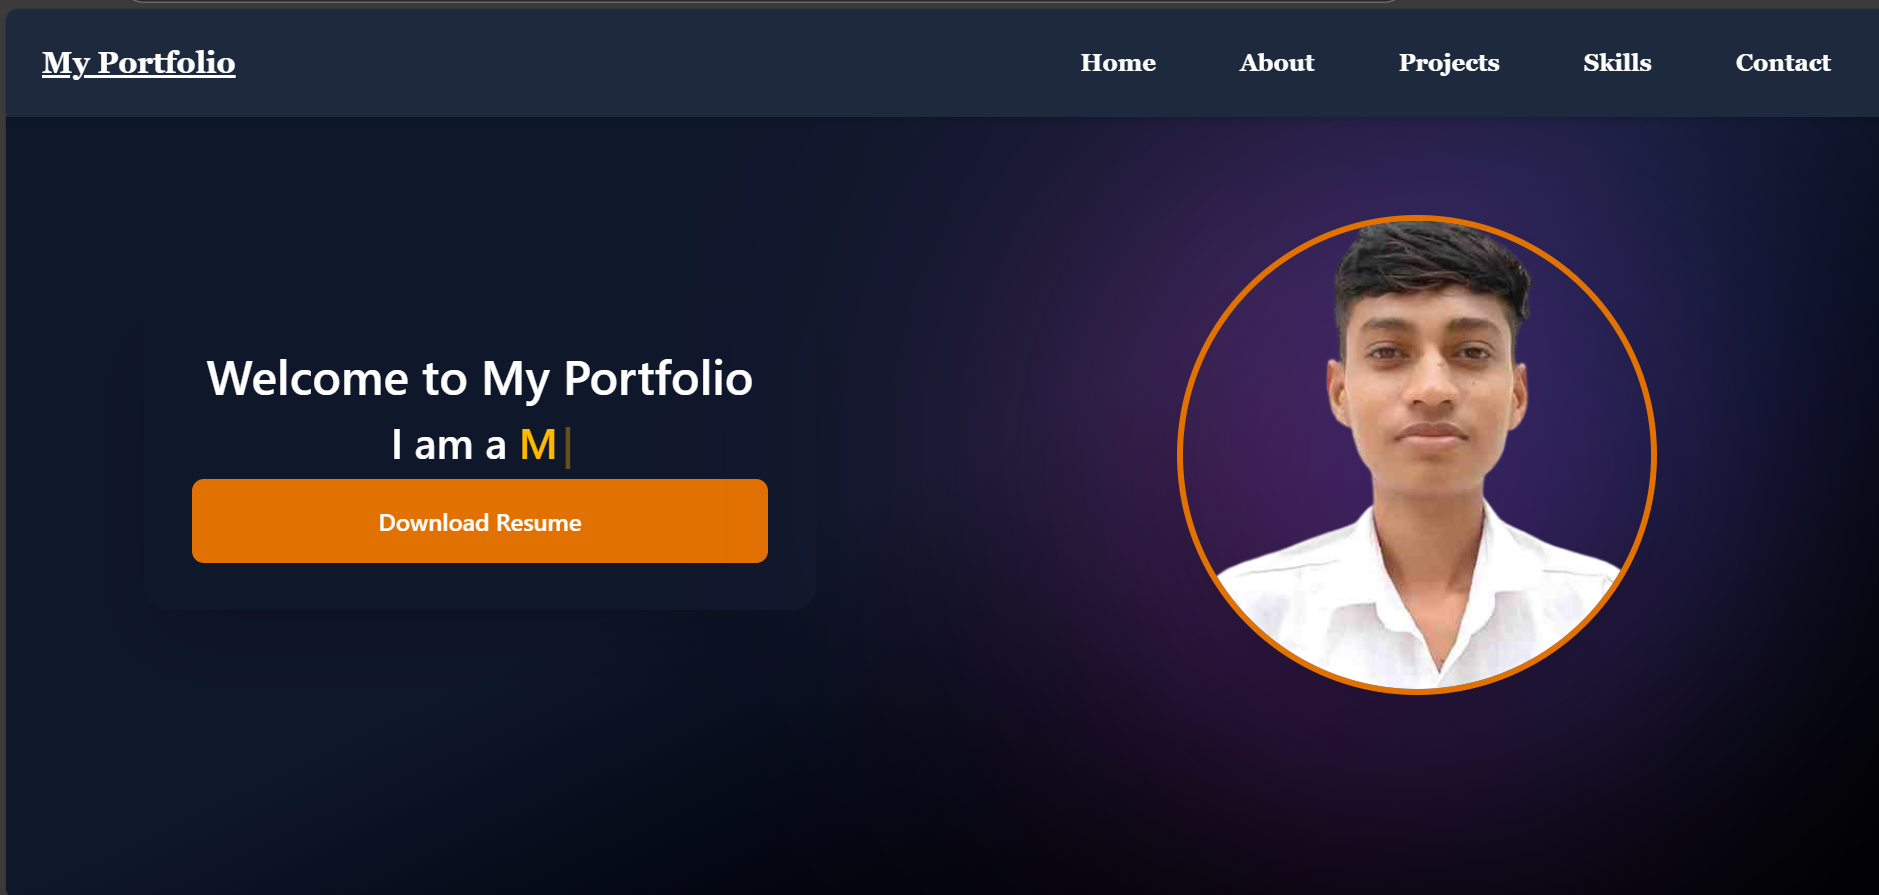 My Portfolio
Home About Projects Skills Contact
Welcome to My Portfolio
I am a M|
Download Resume